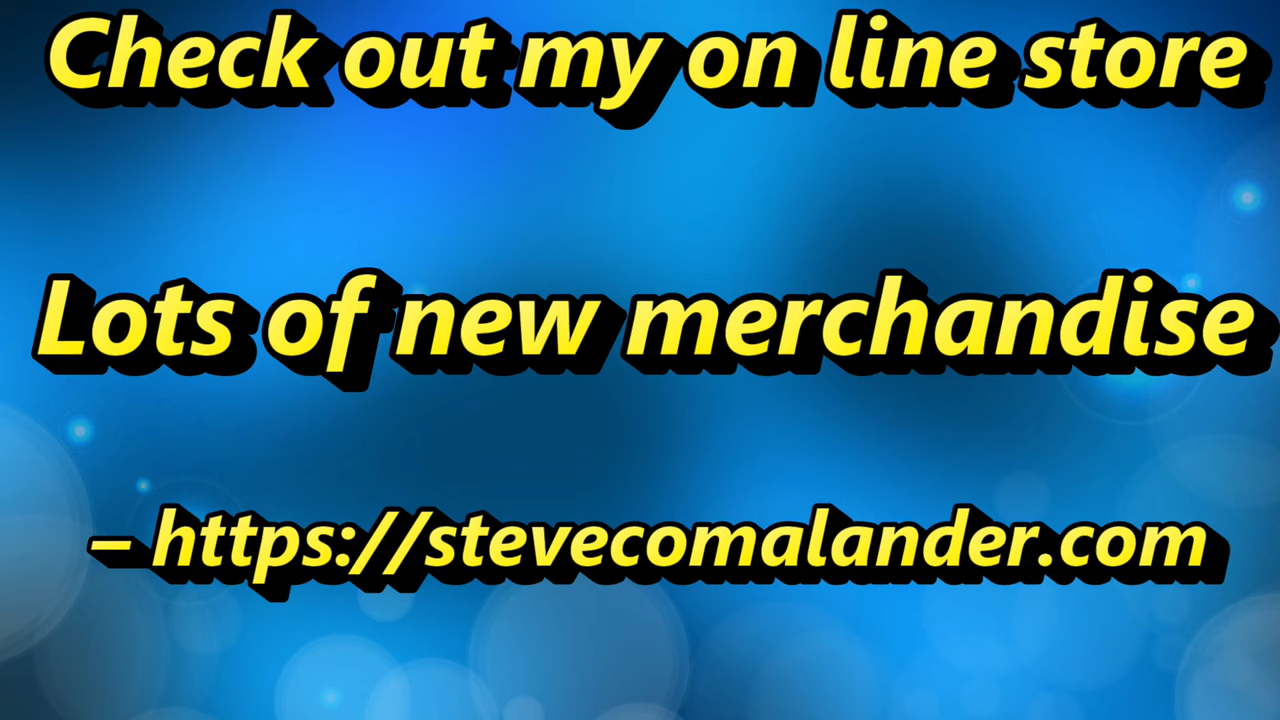 Check out my on line store
Lots of new merchandise
– https://stevecomalander.com